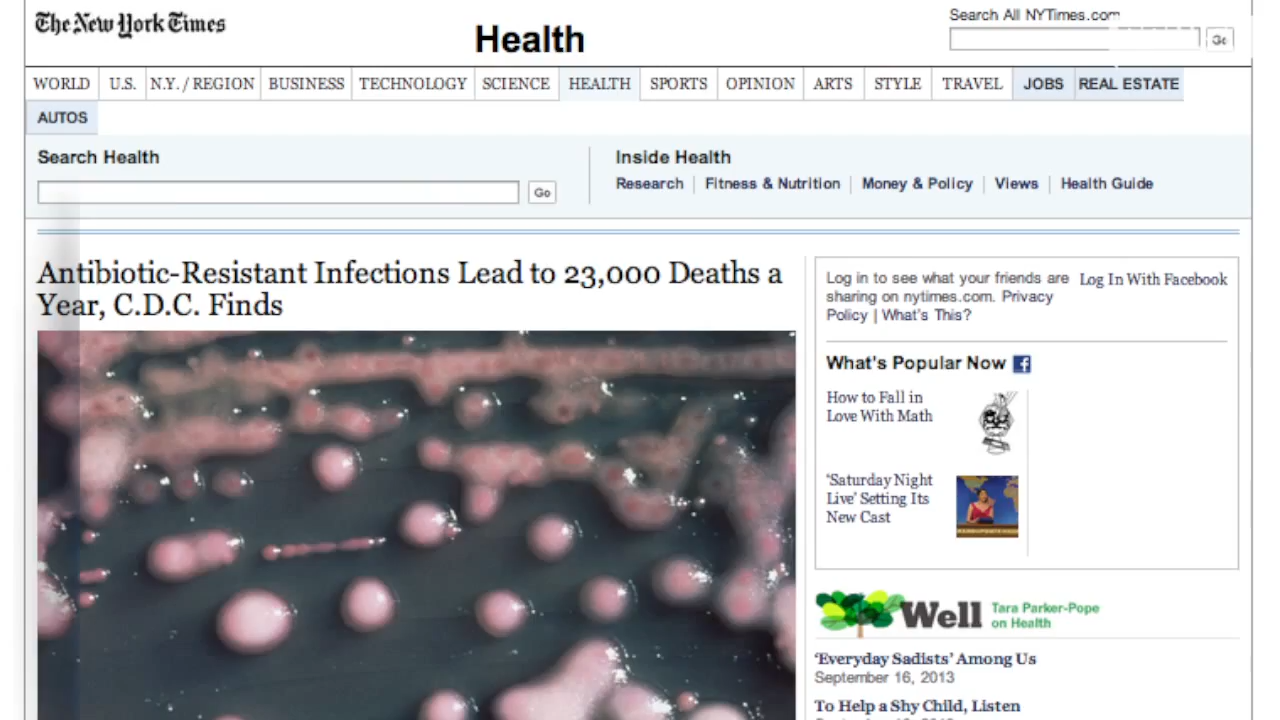 The New York Times
Health
Search All NYTimes.com
Go
WORLD U.S. N.Y. / REGION BUSINESS TECHNOLOGY SCIENCE HEALTH SPORTS OPINION ARTS STYLE TRAVEL JOBS REAL ESTATE
AUTOS
Search Health
Go
Inside Health
Research Fitness & Nutrition Money & Policy Views Health Guide
Antibiotic-Resistant Infections Lead to 23,000 Deaths a
Year, C.D.C. Finds
Log in to see what your friends are
sharing on nytimes.com. Privacy
Policy | What's This?
Log In With Facebook
What's Popular Now f
How to Fall in
Love With Math
‘Saturday Night
Live’ Setting Its
New Cast
Well
Tara Parker-Pope
on Health
‘Everyday Sadists’ Among Us
September 16, 2013
To Help a Shy Child, Listen